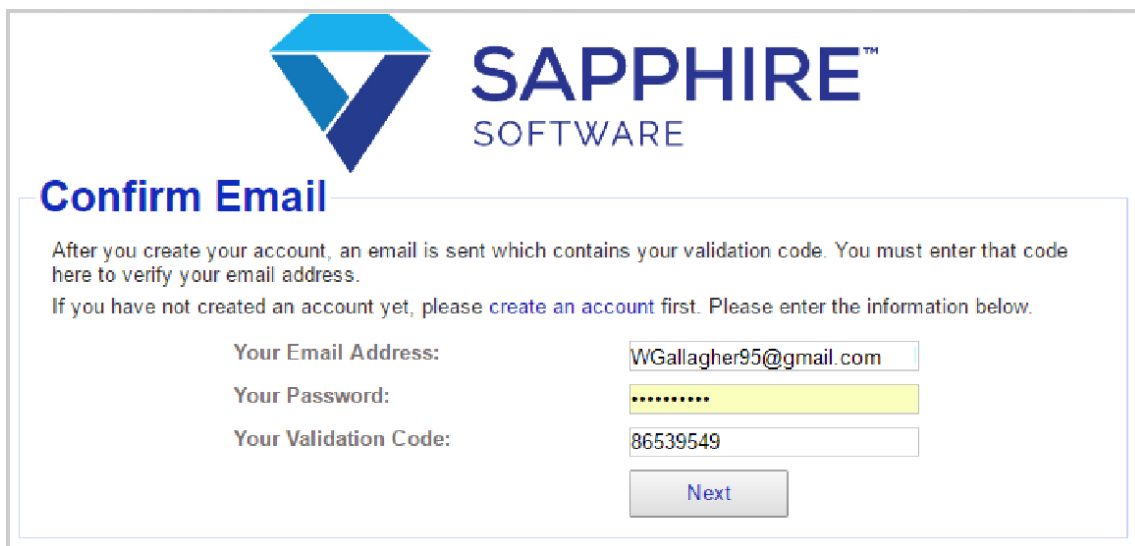 SAPPHIRE™
SOFTWARE
Confirm Email
After you create your account, an email is sent which contains your validation code. You must enter that code
here to verify your email address.
If you have not created an account yet, please create an account first. Please enter the information below.
Your Email Address: WGallagher95@gmail.com
Your Password: ••••••••••
Your Validation Code: 86539549
Next